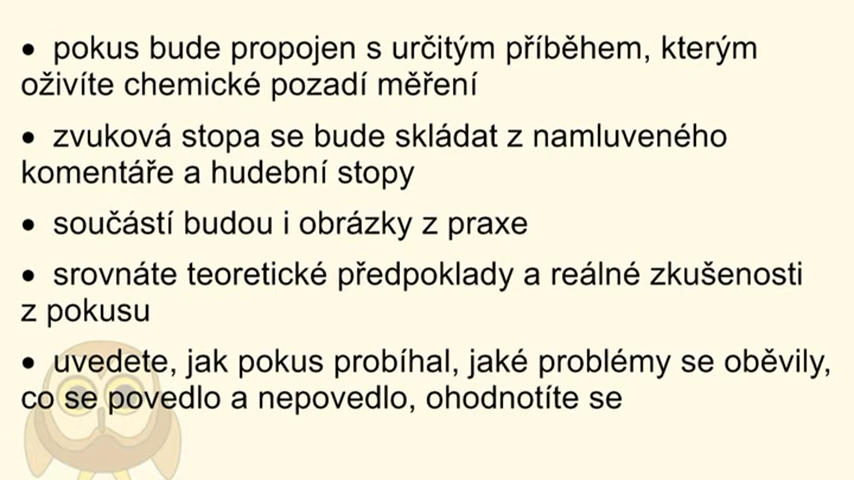 • pokus bude propojen s určitým příběhem, kterým
oživíte chemické pozadí měření
• zvuková stopa se bude skládat z namluveného
komentáře a hudební stopy
• součástí budou i obrázky z praxe
• srovnáte teoretické předpoklady a reálné zkušenosti
z pokusu
• uvedete, jak pokus probíhal, jaké problémy se oběvily,
co se povedlo a nepovedlo, ohodnotíte se